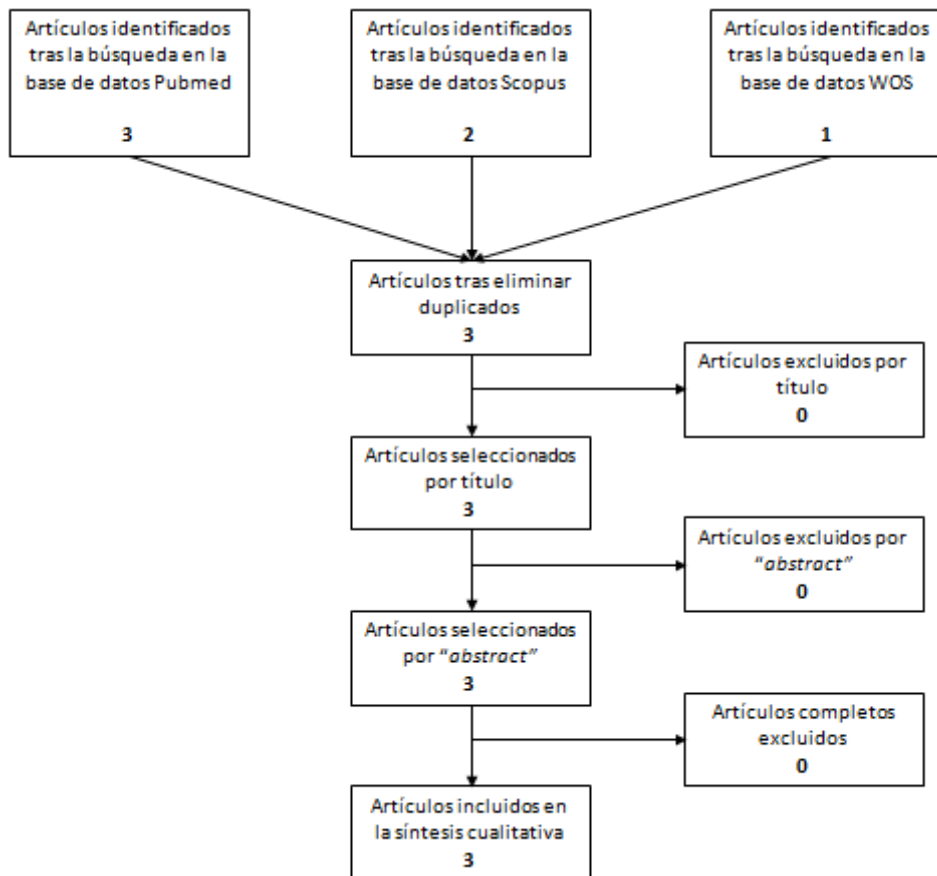 Artículos identificados
tras la búsqueda en la
base de datos Pubmed
3
Artículos identificados
tras la búsqueda en la
base de datos Scopus
2
Artículos identificados
tras la búsqueda en la
base de datos WOS
1
Artículos tras eliminar
duplicados
3
Artículos excluidos por
título
0
Artículos seleccionados
por título
3
Artículos excluidos por
“abstract”
0
Artículos seleccionados
por “abstract”
3
Artículos completos
excluidos
0
Artículos incluidos en
la síntesis cualitativa
3